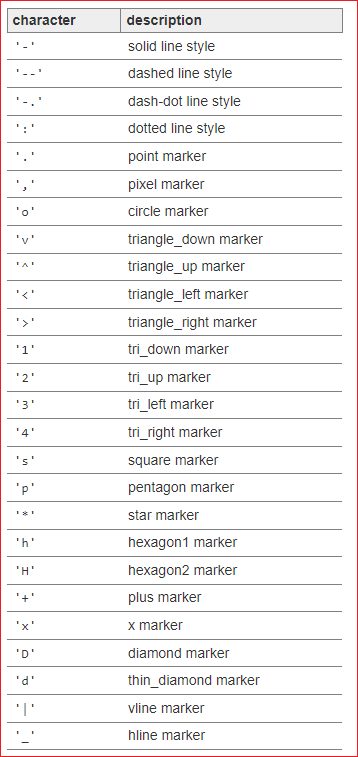 character description
'-' solid line style
'--' dashed line style
'-.' dash-dot line style
':' dotted line style
'.' point marker
',' pixel marker
'o' circle marker
'v' triangle_down marker
'^' triangle_up marker
'<' triangle_left marker
'>' triangle_right marker
'1' tri_down marker
'2' tri_up marker
'3' tri_left marker
'4' tri_right marker
's' square marker
'p' pentagon marker
'*' star marker
'h' hexagon1 marker
'H' hexagon2 marker
'+' plus marker
'x' x marker
'D' diamond marker
'd' thin_diamond marker
'|' vline marker
'_' hline marker